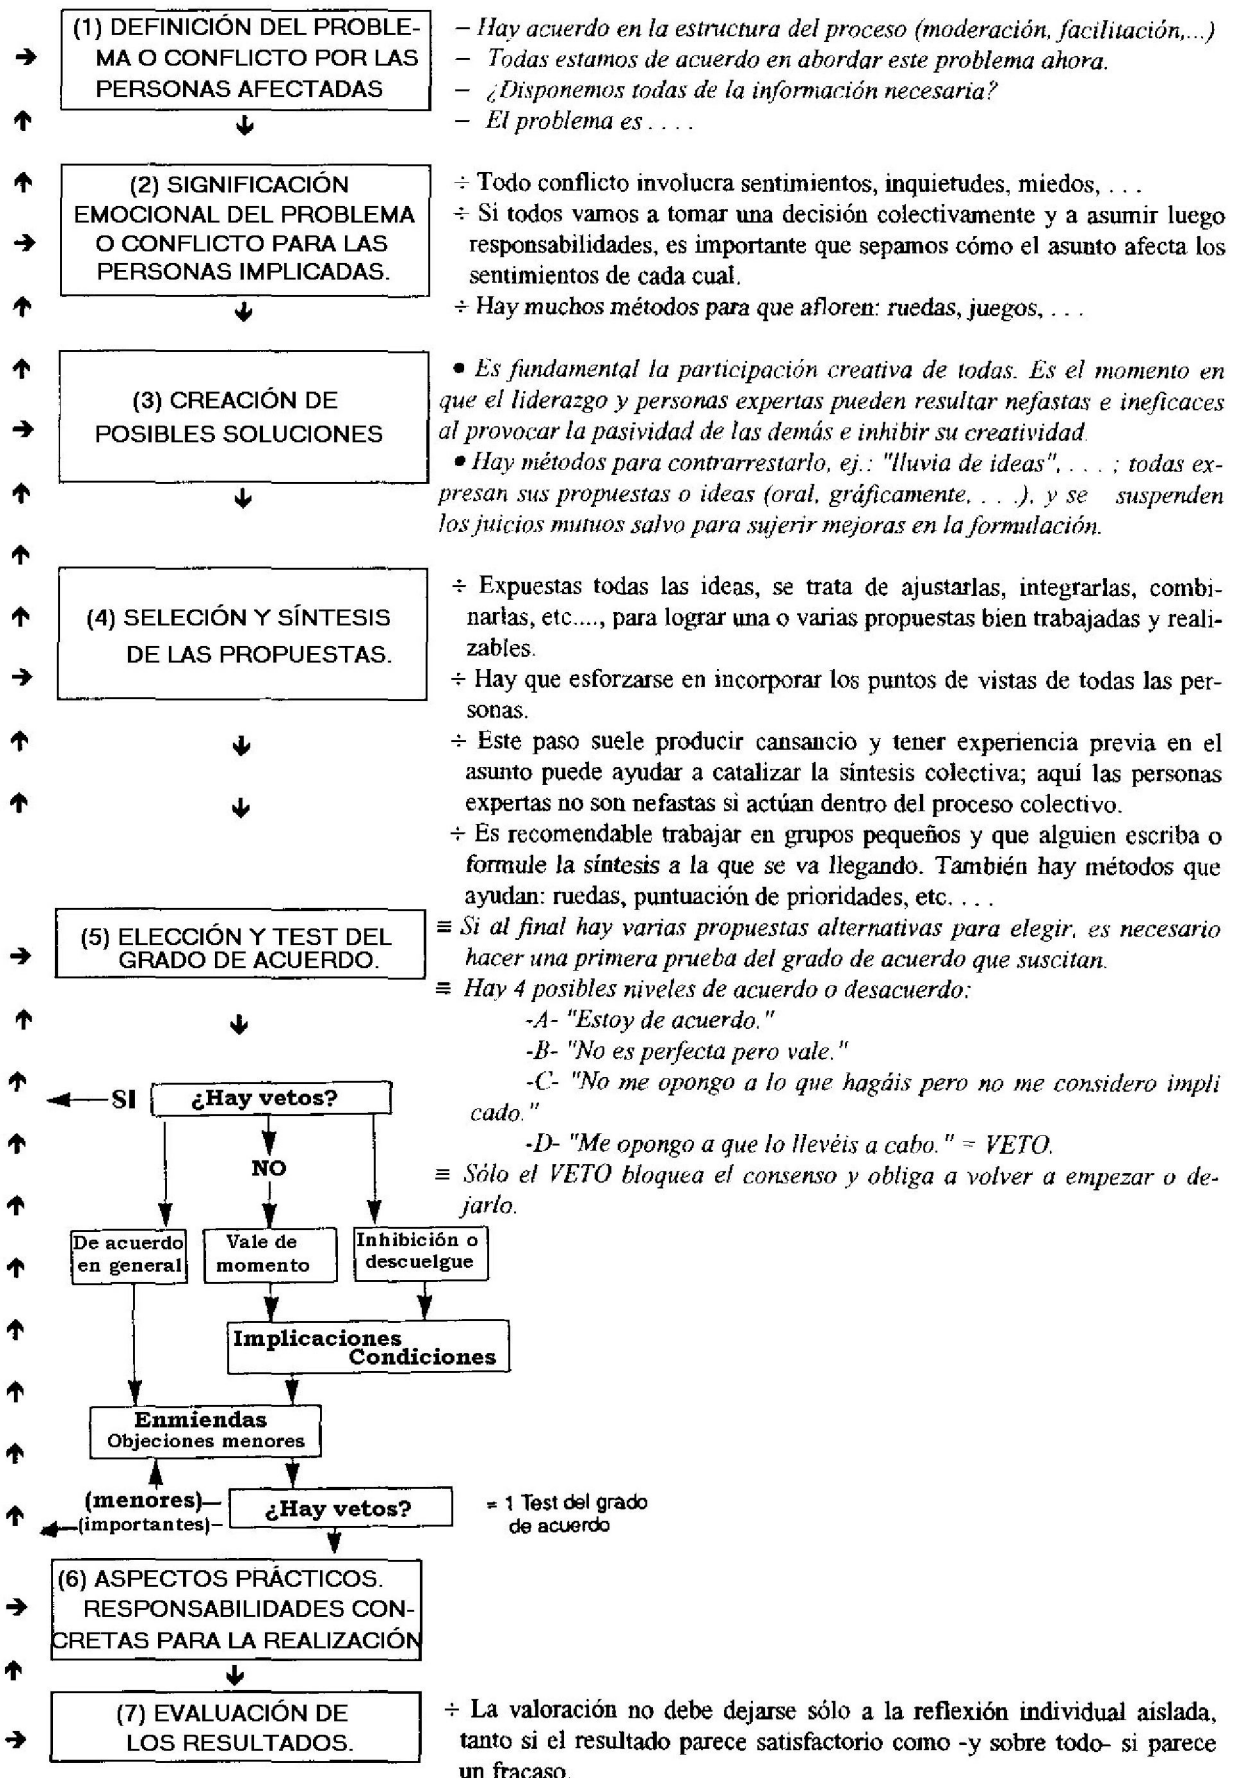 (1) DEFINICIÓN DEL PROBLE-
MA O CONFLICTO POR LAS
PERSONAS AFECTADAS
– Hay acuerdo en la estructura del proceso (moderación, facilitación,...)
– Todas estamos de acuerdo en abordar este problema ahora.
– ¿Disponemos todas de la información necesaria?
– El problema es . . . .
(2) SIGNIFICACIÓN
EMOCIONAL DEL PROBLEMA
O CONFLICTO PARA LAS
PERSONAS IMPLICADAS.
÷ Todo conflicto involucra sentimientos, inquietudes, miedos, . . .
÷ Si todos vamos a tomar una decisión colectivamente y a asumir luego
responsabilidades, es importante que sepamos cómo el asunto afecta los
sentimientos de cada cual.
÷ Hay muchos métodos para que afloren: ruedas, juegos, . . .
(3) CREACIÓN DE
POSIBLES SOLUCIONES
• Es fundamental la participación creativa de todas. Es el momento en
que el liderazgo y personas expertas pueden resultar nefastas e ineficaces
al provocar la pasividad de las demás e inhibir su creatividad.
• Hay métodos para contrarrestarlo, ej.: "lluvia de ideas", . . . ; todas ex-
presan sus propuestas o ideas (oral, gráficamente, . . .), y se suspenden
los juicios mutuos salvo para sujerir mejoras en la formulación.
(4) SELECIÓN Y SÍNTESIS
DE LAS PROPUESTAS.
÷ Expuestas todas las ideas, se trata de ajustarlas, integrarlas, combi-
narlas, etc...., para lograr una o varias propuestas bien trabajadas y reali-
zables.
÷ Hay que esforzarse en incorporar los puntos de vistas de todas las per-
sonas.
÷ Este paso suele producir cansancio y tener experiencia previa en el
asunto puede ayudar a catalizar la síntesis colectiva; aquí las personas
expertas no son nefastas si actúan dentro del proceso colectivo.
÷ Es recomendable trabajar en grupos pequeños y que alguien escriba o
formule la síntesis a la que se va llegando. También hay métodos que
ayudan: ruedas, puntuación de prioridades, etc. . . .
(5) ELECCIÓN Y TEST DEL
GRADO DE ACUERDO.
≡ Si al final hay varias propuestas alternativas para elegir, es necesario
hacer una primera prueba del grado de acuerdo que suscitan.
≡ Hay 4 posibles niveles de acuerdo o desacuerdo:
-A- "Estoy de acuerdo."
-B- "No es perfecta pero vale."
-C- "No me opongo a lo que hagáis pero no me considero impli
cado."
-D- "Me opongo a que lo llevéis a cabo." = VETO.
≡ Sólo el VETO bloquea el consenso y obliga a volver a empezar o de-
jarlo.
SI
¿Hay vetos?
NO
De acuerdo
en general
Vale de
momento
Inhibición o
descuelgue
Implicaciones
Condiciones
Enmiendas
Objeciones menores
(menores)
(importantes)
¿Hay vetos?
= 1 Test del grado
de acuerdo
(6) ASPECTOS PRÁCTICOS.
RESPONSABILIDADES CON-
CRETAS PARA LA REALIZACIÓN
(7) EVALUACIÓN DE
LOS RESULTADOS.
÷ La valoración no debe dejarse sólo a la reflexión individual aislada,
tanto si el resultado parece satisfactorio como -y sobre todo- si parece
un fracaso.